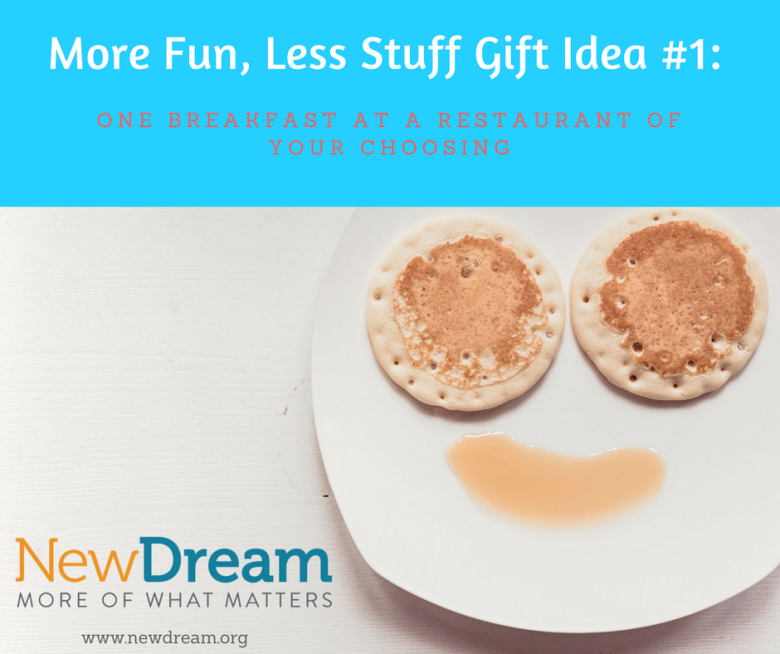 More Fun, Less Stuff Gift Idea #1:
ONE BREAKFAST AT A RESTAURANT OF
YOUR CHOOSING
NewDream
MORE OF WHAT MATTERS
www.newdream.org